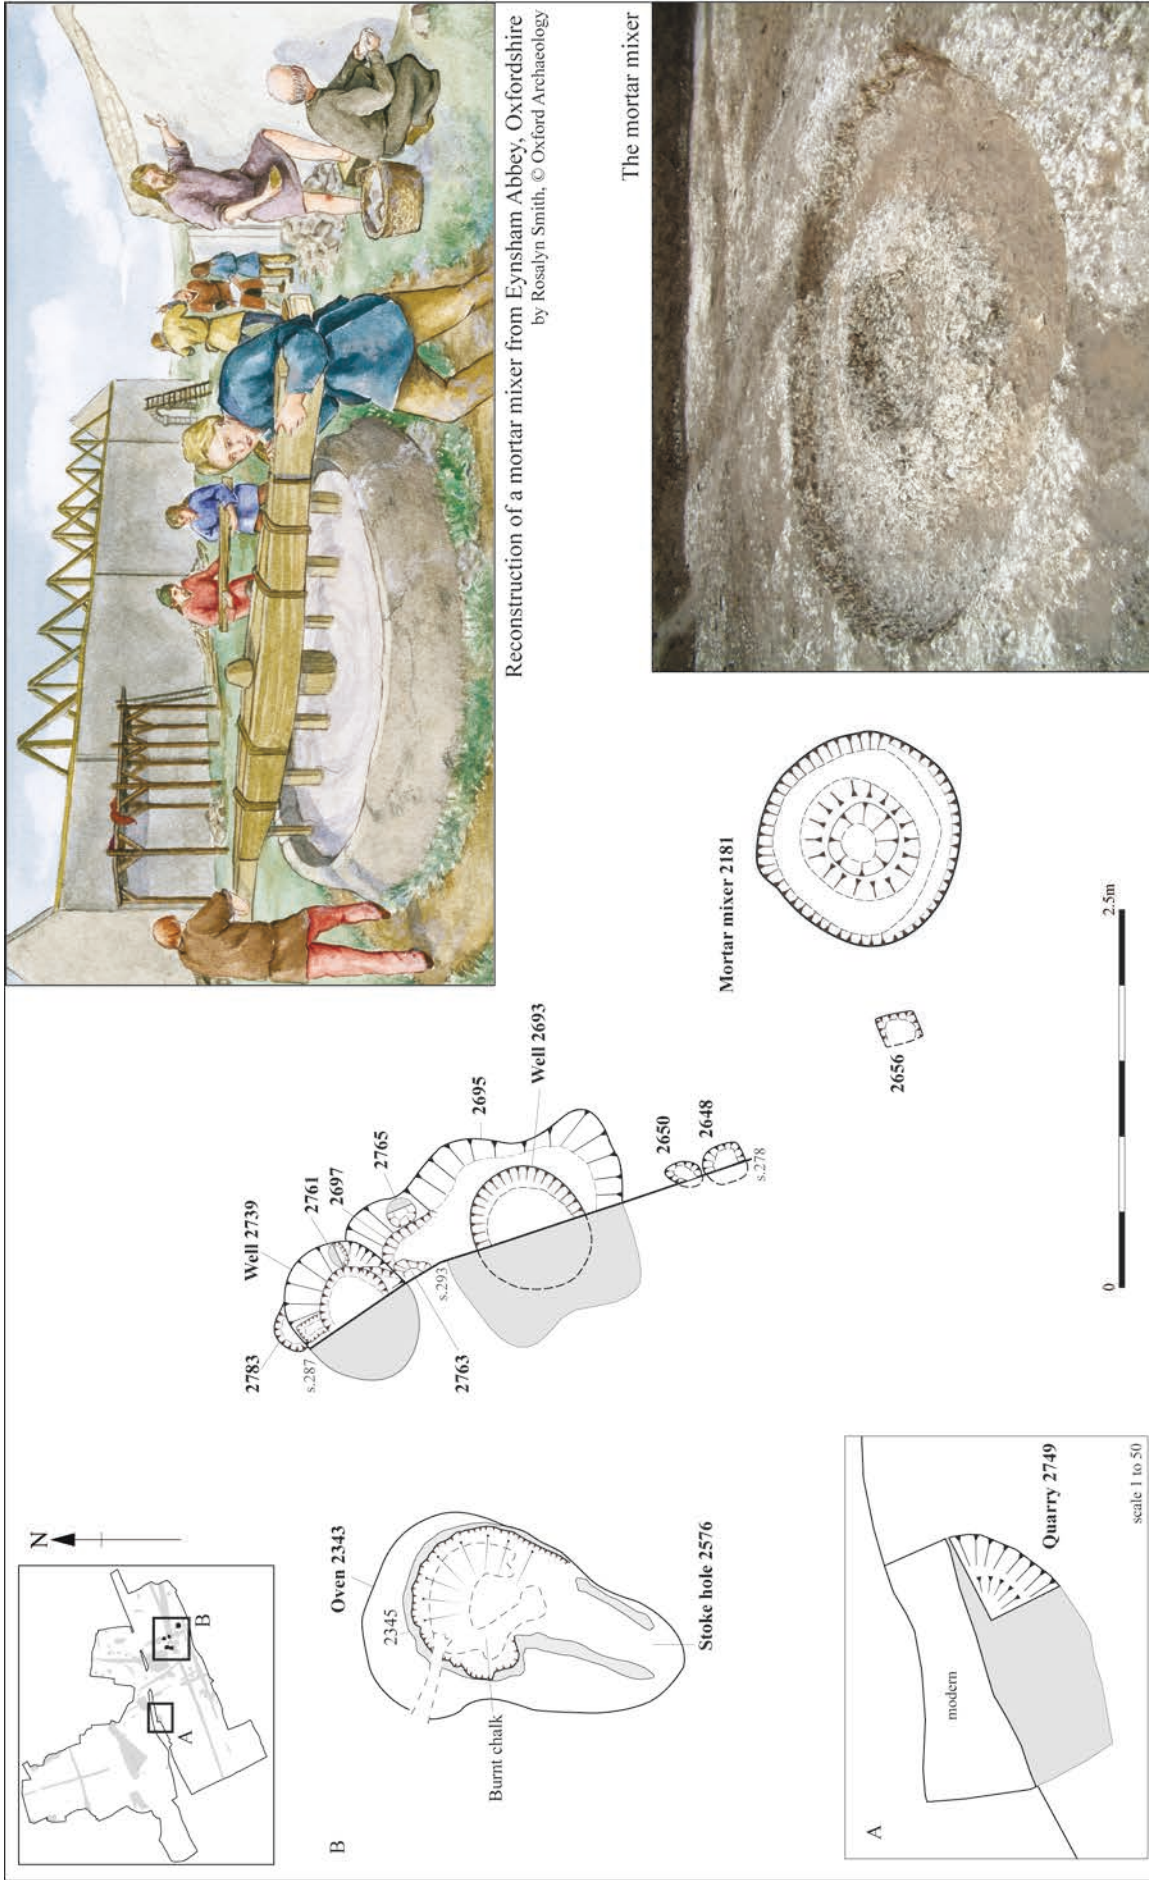 N
A
B
B
Oven 2343
2345
Burnt chalk
Stoke hole 2576
A
modern
Quarry 2749
scale 1 to 50
2783
s.287
Well 2739
2761
2697
2765
2763
s.293
2695
Well 2693
2650
2648
s.278
2656
Mortar mixer 2181
0
2.5m
Reconstruction of a mortar mixer from Eynsham Abbey, Oxfordshire
by Rosalyn Smith, © Oxford Archaeology
The mortar mixer